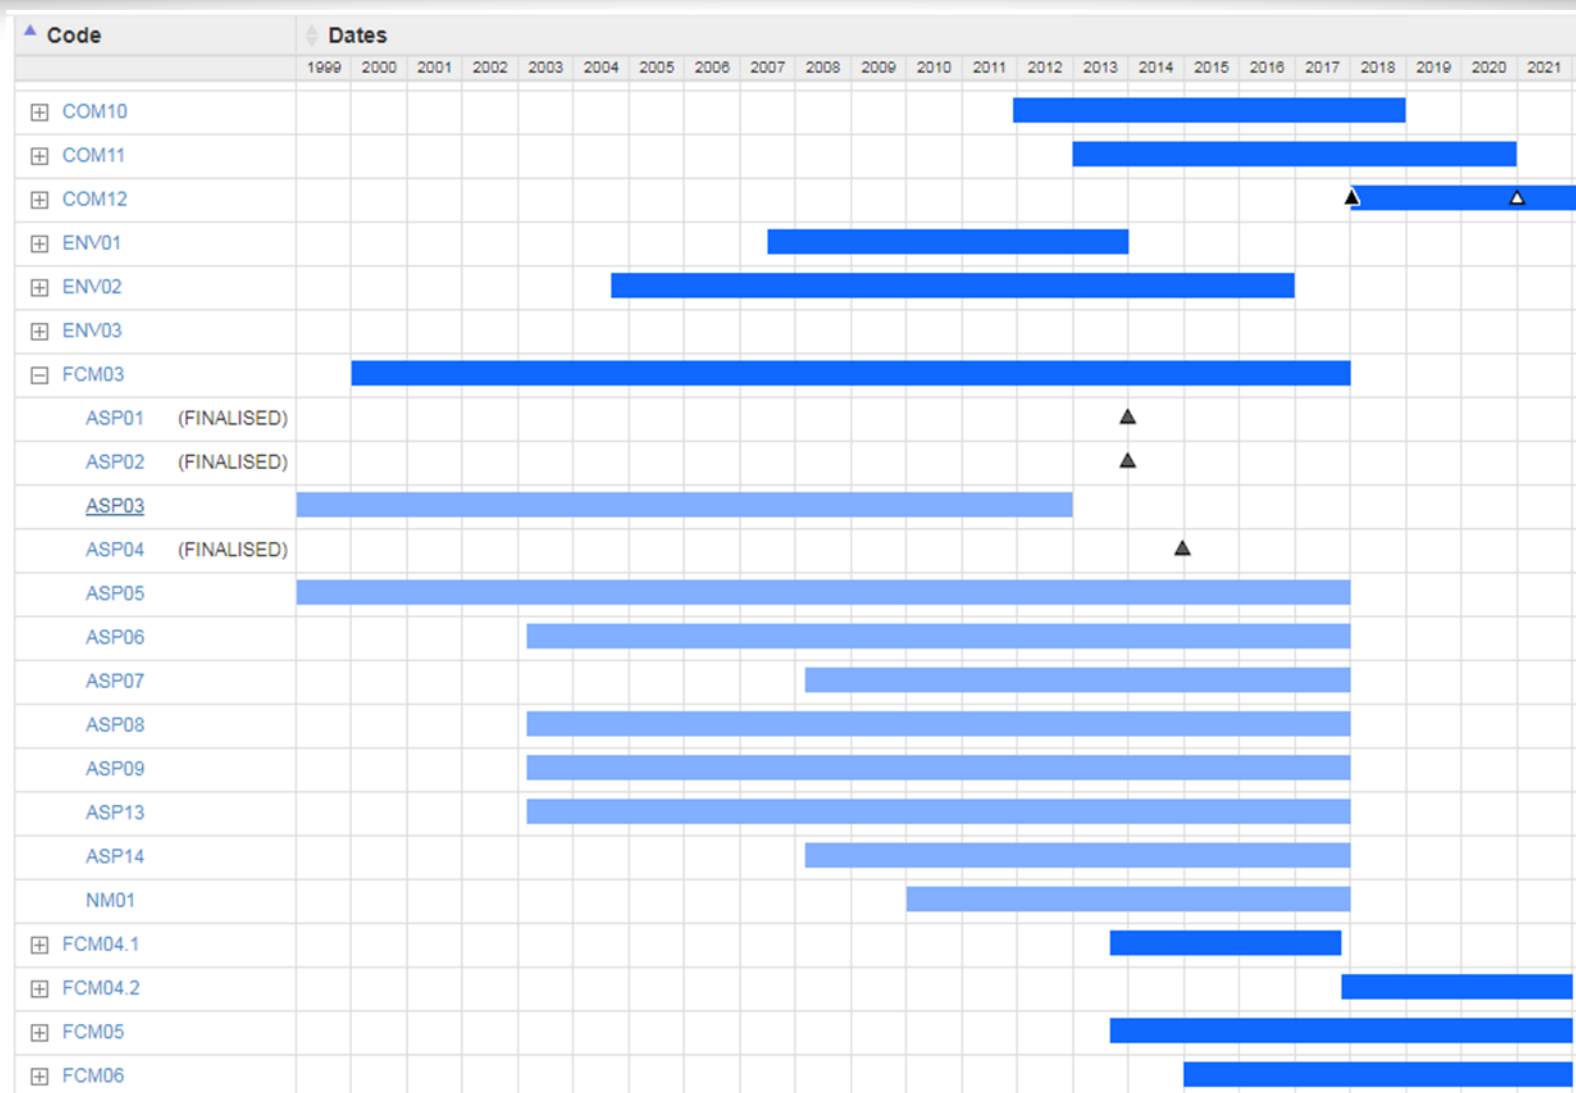 Code Dates
1999 2000 2001 2002 2003 2004 2005 2006 2007 2008 2009 2010 2011 2012 2013 2014 2015 2016 2017 2018 2019 2020 2021
COM10
COM11
COM12
ENV01
ENV02
ENV03
FCM03
ASP01 (FINALISED)
ASP02 (FINALISED)
ASP03
ASP04 (FINALISED)
ASP05
ASP06
ASP07
ASP08
ASP09
ASP13
ASP14
NM01
FCM04.1
FCM04.2
FCM05
FCM06